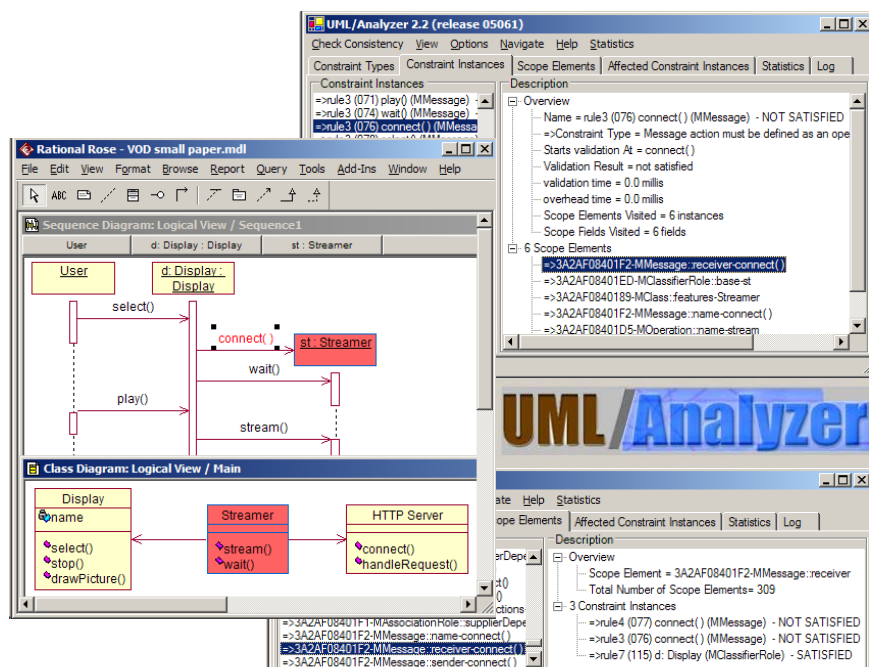 UML/Analyzer 2.2 (release 05061)
Check Consistency View Options Navigate Help Statistics
Constraint Types Constraint Instances Scope Elements Affected Constraint Instances Statistics Log
Constraint Instances
=>rule3 (071) play() (MMessage) -
=>rule3 (074) wait() (MMessage) -
=>rule3 (076) connect() (MMessa
Description
Overview
Name = rule3 (076) connect() (MMessage) - NOT SATISFIED
=>Constraint Type = Message action must be defined as an ope
Starts validation At = connect()
Validation Result = not satisfied
validation time = 0.0 millis
overhead time = 0.0 millis
Scope Elements Visited = 6 instances
Scope Fields Visited = 6 fields
6 Scope Elements
=>3A2AF08401F2-MMessage::receiver-connect()
=>3A2AF08401ED-MClassifierRole::base-st
=>3A2AF0840189-MClass::features-Streamer
=>3A2AF08401F2-MMessage::name-connect()
=>3A2AF08401D5-MOperation::name-stream
Rational Rose - VOD small paper.mdl
File Edit View Format Browse Report Query Tools Add-Ins Window Help
ABC
Sequence Diagram: Logical View / Sequence1
User d: Display : Display st : Streamer
User
d: Display :
Display
select()
connect( )
st : Streamer
wait()
play()
stream()
Class Diagram: Logical View / Main
Display
name
select()
stop()
drawPicture()
Streamer
stream()
wait()
HTTP Server
connect()
handleRequest()
UML/Analyzer
ate Help Statistics
ope Elements Affected Constraint Instances Statistics Log
=>3A2AF08401F1-MAssociationRole::supplierDepe
=>3A2AF08401F2-MMessage::name-connect()
=>3A2AF08401F2-MMessage::receiver-connect()
=>3A2AF08401F2-MMessage::sender-connect()
Description
Overview
Scope Element = 3A2AF08401F2-MMessage::receiver
Total Number of Scope Elements= 309
3 Constraint Instances
=>rule4 (077) connect() (MMessage) - NOT SATISFIED
=>rule3 (076) connect() (MMessage) - NOT SATISFIED
=>rule7 (115) d: Display (MClassifierRole) - SATISFIED